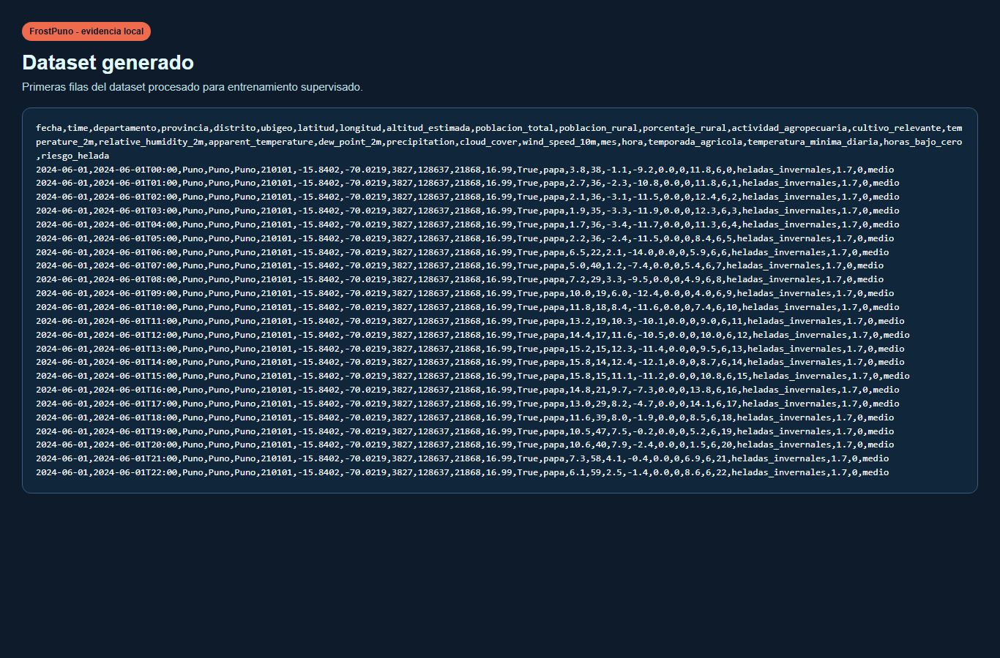 FrostPuno - evidencia local
Dataset generado
Primeras filas del dataset procesado para entrenamiento supervisado.
fecha,time,departamento,provincia,distrito,ubigeo,latitud,longitud,altitud_estimada,poblacion_total,poblacion_rural,porcentaje_rural,actividad_agropecuaria,cultivo_relevante,tem
perature_2m,relative_humidity_2m,apparent_temperature,dew_point_2m,precipitation,cloud_cover,wind_speed_10m,mes,hora,temporada_agricola,temperatura_minima_diaria,horas_bajo_cero
,riesgo_helada
2024-06-01,2024-06-01T00:00,Puno,Puno,Puno,210101,-15.8402,-70.0219,3827,128637,21868,16.99,True,papa,3.8,38,-1.1,-9.2,0.0,0,11.8,6,0,heladas_invernales,1.7,0,medio
2024-06-01,2024-06-01T01:00,Puno,Puno,Puno,210101,-15.8402,-70.0219,3827,128637,21868,16.99,True,papa,2.7,36,-2.3,-10.8,0.0,0,11.8,6,1,heladas_invernales,1.7,0,medio
2024-06-01,2024-06-01T02:00,Puno,Puno,Puno,210101,-15.8402,-70.0219,3827,128637,21868,16.99,True,papa,2.1,36,-3.1,-11.5,0.0,0,12.4,6,2,heladas_invernales,1.7,0,medio
2024-06-01,2024-06-01T03:00,Puno,Puno,Puno,210101,-15.8402,-70.0219,3827,128637,21868,16.99,True,papa,1.9,35,-3.3,-11.9,0.0,0,12.3,6,3,heladas_invernales,1.7,0,medio
2024-06-01,2024-06-01T04:00,Puno,Puno,Puno,210101,-15.8402,-70.0219,3827,128637,21868,16.99,True,papa,1.7,36,-3.4,-11.7,0.0,0,11.3,6,4,heladas_invernales,1.7,0,medio
2024-06-01,2024-06-01T05:00,Puno,Puno,Puno,210101,-15.8402,-70.0219,3827,128637,21868,16.99,True,papa,2.2,36,-2.4,-11.5,0.0,0,8.4,6,5,heladas_invernales,1.7,0,medio
2024-06-01,2024-06-01T06:00,Puno,Puno,Puno,210101,-15.8402,-70.0219,3827,128637,21868,16.99,True,papa,6.5,22,2.1,-14.0,0.0,0,5.9,6,6,heladas_invernales,1.7,0,medio
2024-06-01,2024-06-01T07:00,Puno,Puno,Puno,210101,-15.8402,-70.0219,3827,128637,21868,16.99,True,papa,5.0,40,1.2,-7.4,0.0,0,5.4,6,7,heladas_invernales,1.7,0,medio
2024-06-01,2024-06-01T08:00,Puno,Puno,Puno,210101,-15.8402,-70.0219,3827,128637,21868,16.99,True,papa,7.2,29,3.3,-9.5,0.0,0,4.9,6,8,heladas_invernales,1.7,0,medio
2024-06-01,2024-06-01T09:00,Puno,Puno,Puno,210101,-15.8402,-70.0219,3827,128637,21868,16.99,True,papa,10.0,19,6.0,-12.4,0.0,0,4.0,6,9,heladas_invernales,1.7,0,medio
2024-06-01,2024-06-01T10:00,Puno,Puno,Puno,210101,-15.8402,-70.0219,3827,128637,21868,16.99,True,papa,11.8,18,8.4,-11.6,0.0,0,7.4,6,10,heladas_invernales,1.7,0,medio
2024-06-01,2024-06-01T11:00,Puno,Puno,Puno,210101,-15.8402,-70.0219,3827,128637,21868,16.99,True,papa,13.2,19,10.3,-10.1,0.0,0,9.0,6,11,heladas_invernales,1.7,0,medio
2024-06-01,2024-06-01T12:00,Puno,Puno,Puno,210101,-15.8402,-70.0219,3827,128637,21868,16.99,True,papa,14.4,17,11.6,-10.5,0.0,0,10.0,6,12,heladas_invernales,1.7,0,medio
2024-06-01,2024-06-01T13:00,Puno,Puno,Puno,210101,-15.8402,-70.0219,3827,128637,21868,16.99,True,papa,15.2,15,12.3,-11.4,0.0,0,9.5,6,13,heladas_invernales,1.7,0,medio
2024-06-01,2024-06-01T14:00,Puno,Puno,Puno,210101,-15.8402,-70.0219,3827,128637,21868,16.99,True,papa,15.8,14,12.4,-12.1,0.0,0,8.7,6,14,heladas_invernales,1.7,0,medio
2024-06-01,2024-06-01T15:00,Puno,Puno,Puno,210101,-15.8402,-70.0219,3827,128637,21868,16.99,True,papa,15.8,15,11.1,-11.2,0.0,0,10.8,6,15,heladas_invernales,1.7,0,medio
2024-06-01,2024-06-01T16:00,Puno,Puno,Puno,210101,-15.8402,-70.0219,3827,128637,21868,16.99,True,papa,14.8,21,9.7,-7.3,0.0,0,13.8,6,16,heladas_invernales,1.7,0,medio
2024-06-01,2024-06-01T17:00,Puno,Puno,Puno,210101,-15.8402,-70.0219,3827,128637,21868,16.99,True,papa,13.0,29,8.2,-4.7,0.0,0,14.1,6,17,heladas_invernales,1.7,0,medio
2024-06-01,2024-06-01T18:00,Puno,Puno,Puno,210101,-15.8402,-70.0219,3827,128637,21868,16.99,True,papa,11.6,39,8.0,-1.9,0.0,0,8.5,6,18,heladas_invernales,1.7,0,medio
2024-06-01,2024-06-01T19:00,Puno,Puno,Puno,210101,-15.8402,-70.0219,3827,128637,21868,16.99,True,papa,10.5,47,7.5,-0.2,0.0,0,5.2,6,19,heladas_invernales,1.7,0,medio
2024-06-01,2024-06-01T20:00,Puno,Puno,Puno,210101,-15.8402,-70.0219,3827,128637,21868,16.99,True,papa,10.6,40,7.9,-2.4,0.0,0,1.5,6,20,heladas_invernales,1.7,0,medio
2024-06-01,2024-06-01T21:00,Puno,Puno,Puno,210101,-15.8402,-70.0219,3827,128637,21868,16.99,True,papa,7.3,58,4.1,-0.4,0.0,0,6.9,6,21,heladas_invernales,1.7,0,medio
2024-06-01,2024-06-01T22:00,Puno,Puno,Puno,210101,-15.8402,-70.0219,3827,128637,21868,16.99,True,papa,6.1,59,2.5,-1.4,0.0,0,8.6,6,22,heladas_invernales,1.7,0,medio